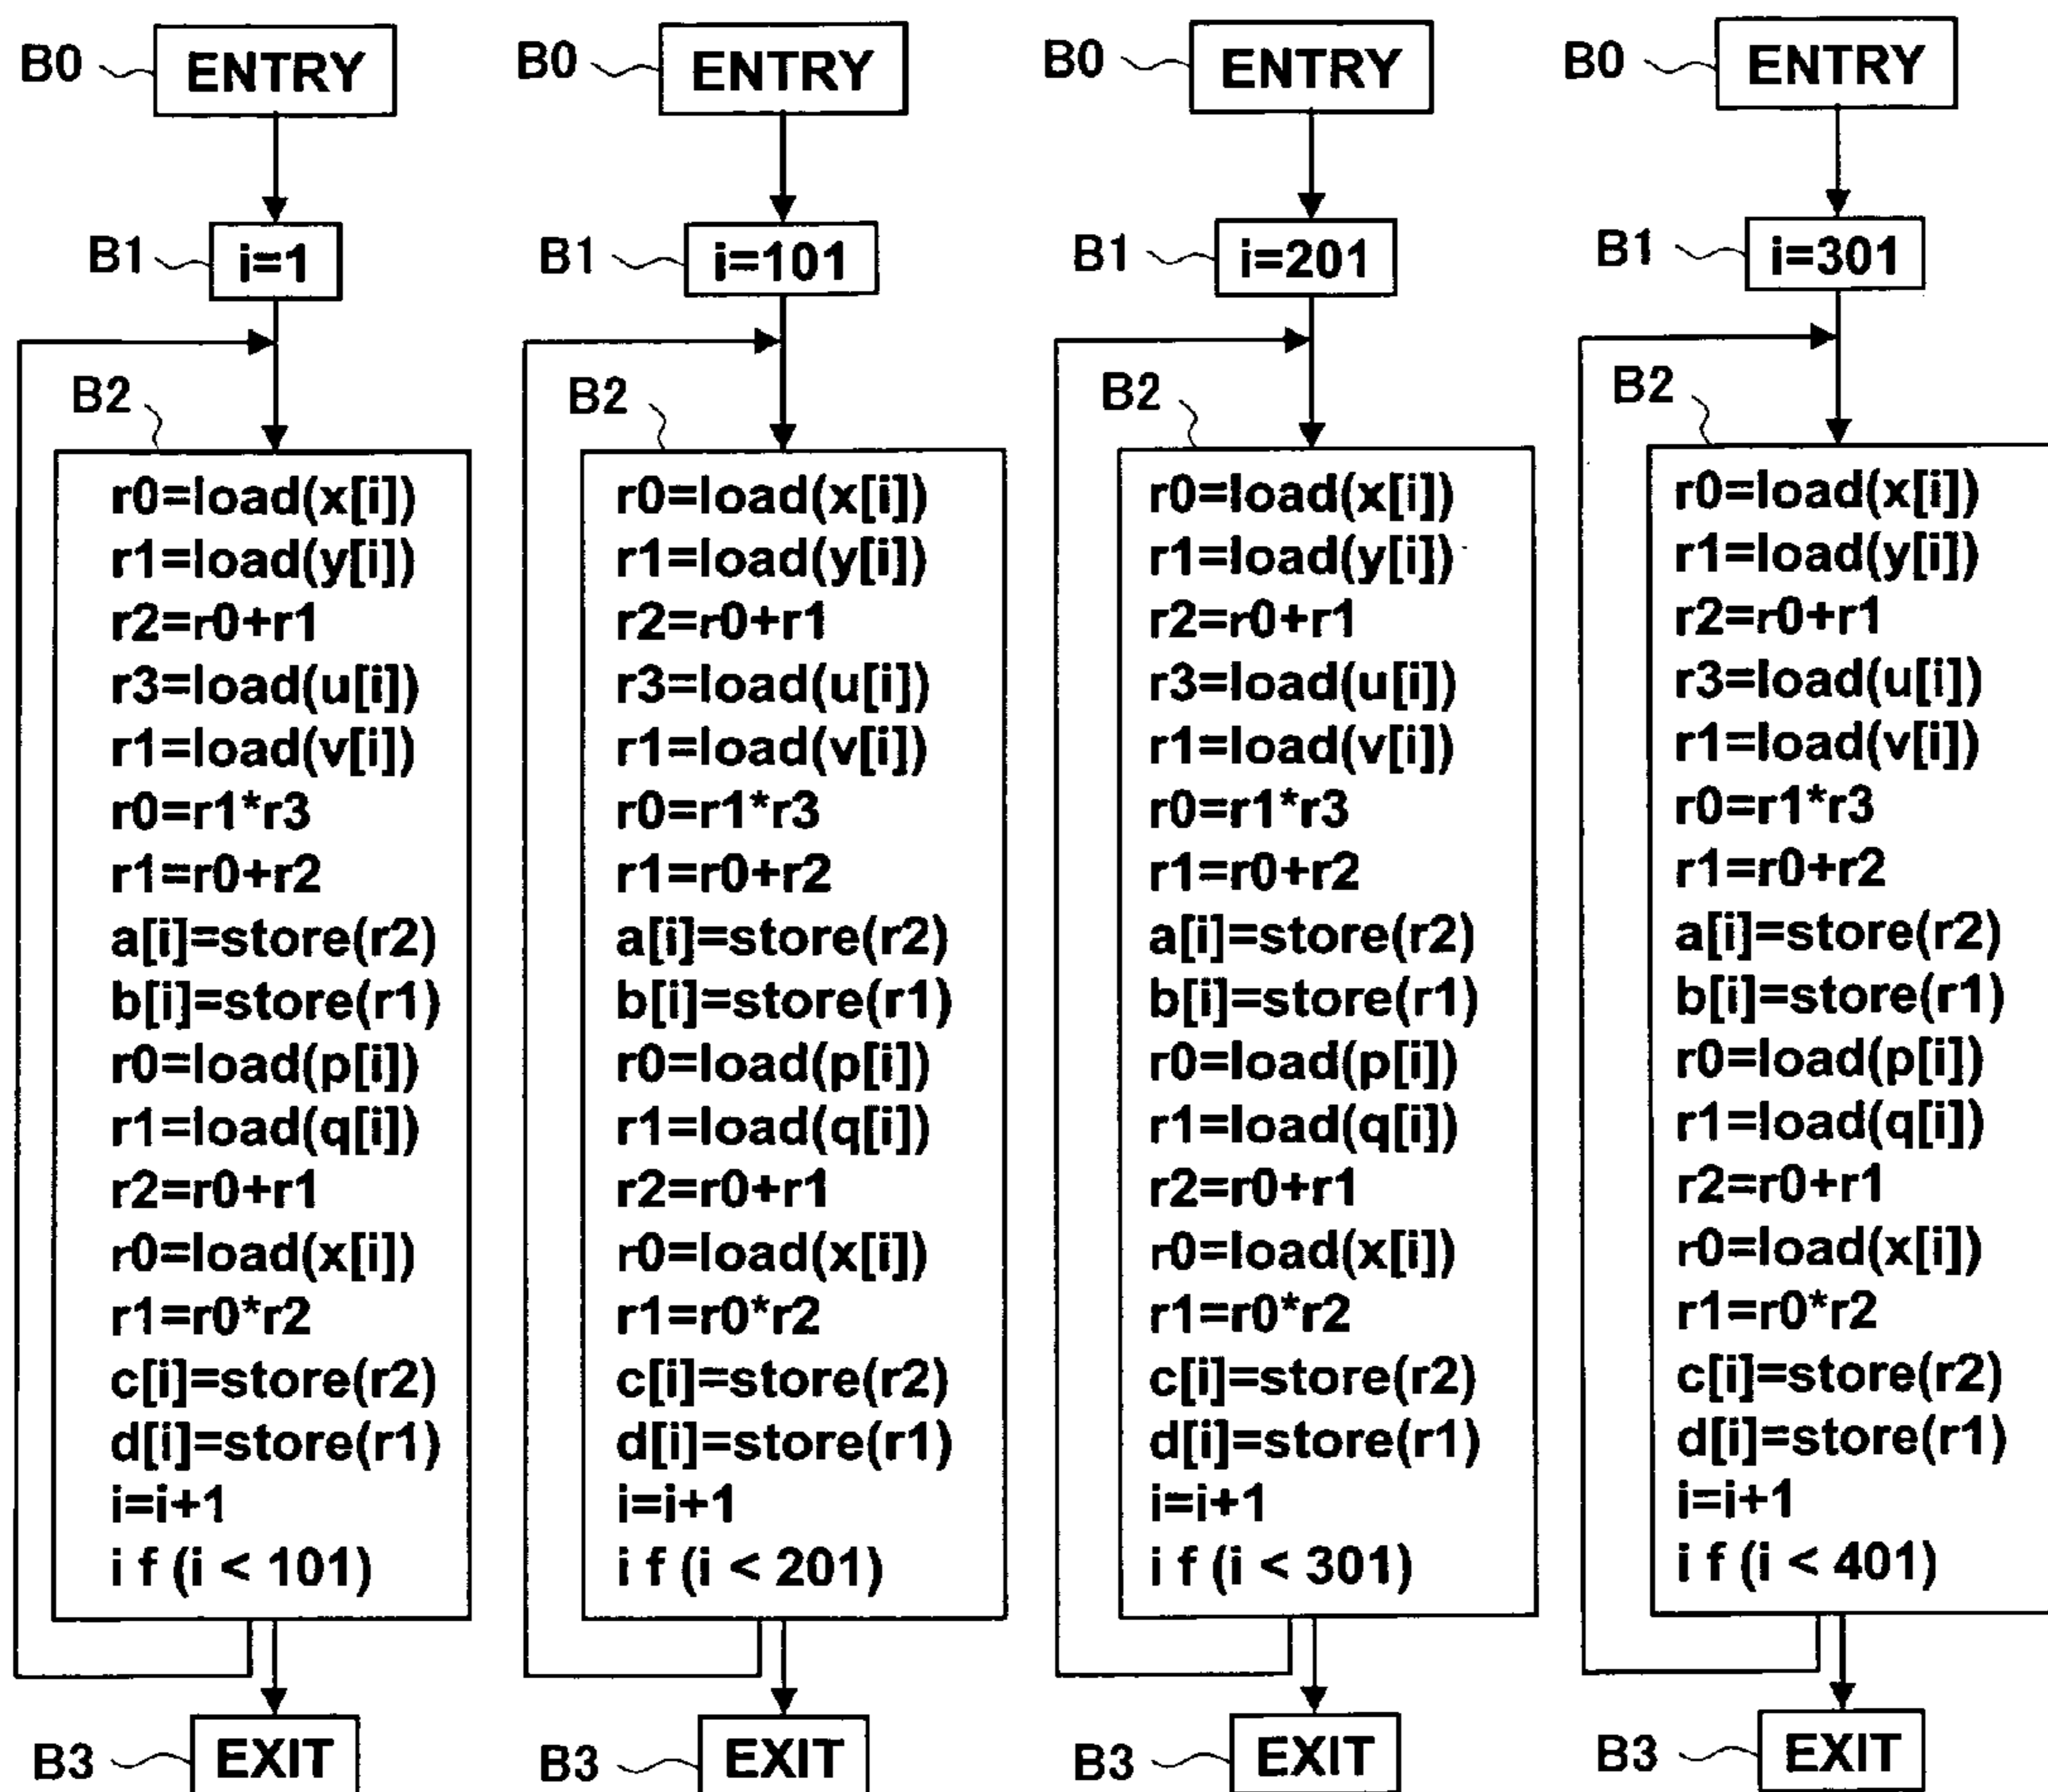 B0 ENTRY
B1 i=1
B2
r0=load(x[i])
r1=load(y[i])
r2=r0+r1
r3=load(u[i])
r1=load(v[i])
r0=r1*r3
r1=r0+r2
a[i]=store(r2)
b[i]=store(r1)
r0=load(p[i])
r1=load(q[i])
r2=r0+r1
r0=load(x[i])
r1=r0*r2
c[i]=store(r2)
d[i]=store(r1)
i=i+1
i f (i < 101)
B3 EXIT
B0 ENTRY
B1 i=101
B2
r0=load(x[i])
r1=load(y[i])
r2=r0+r1
r3=load(u[i])
r1=load(v[i])
r0=r1*r3
r1=r0+r2
a[i]=store(r2)
b[i]=store(r1)
r0=load(p[i])
r1=load(q[i])
r2=r0+r1
r0=load(x[i])
r1=r0*r2
c[i]=store(r2)
d[i]=store(r1)
i=i+1
i f (i < 201)
B3 EXIT
B0 ENTRY
B1 i=201
B2
r0=load(x[i])
r1=load(y[i])
r2=r0+r1
r3=load(u[i])
r1=load(v[i])
r0=r1*r3
r1=r0+r2
a[i]=store(r2)
b[i]=store(r1)
r0=load(p[i])
r1=load(q[i])
r2=r0+r1
r0=load(x[i])
r1=r0*r2
c[i]=store(r2)
d[i]=store(r1)
i=i+1
i f (i < 301)
B3 EXIT
B0 ENTRY
B1 i=301
B2
r0=load(x[i])
r1=load(y[i])
r2=r0+r1
r3=load(u[i])
r1=load(v[i])
r0=r1*r3
r1=r0+r2
a[i]=store(r2)
b[i]=store(r1)
r0=load(p[i])
r1=load(q[i])
r2=r0+r1
r0=load(x[i])
r1=r0*r2
c[i]=store(r2)
d[i]=store(r1)
i=i+1
i f (i < 401)
B3 EXIT